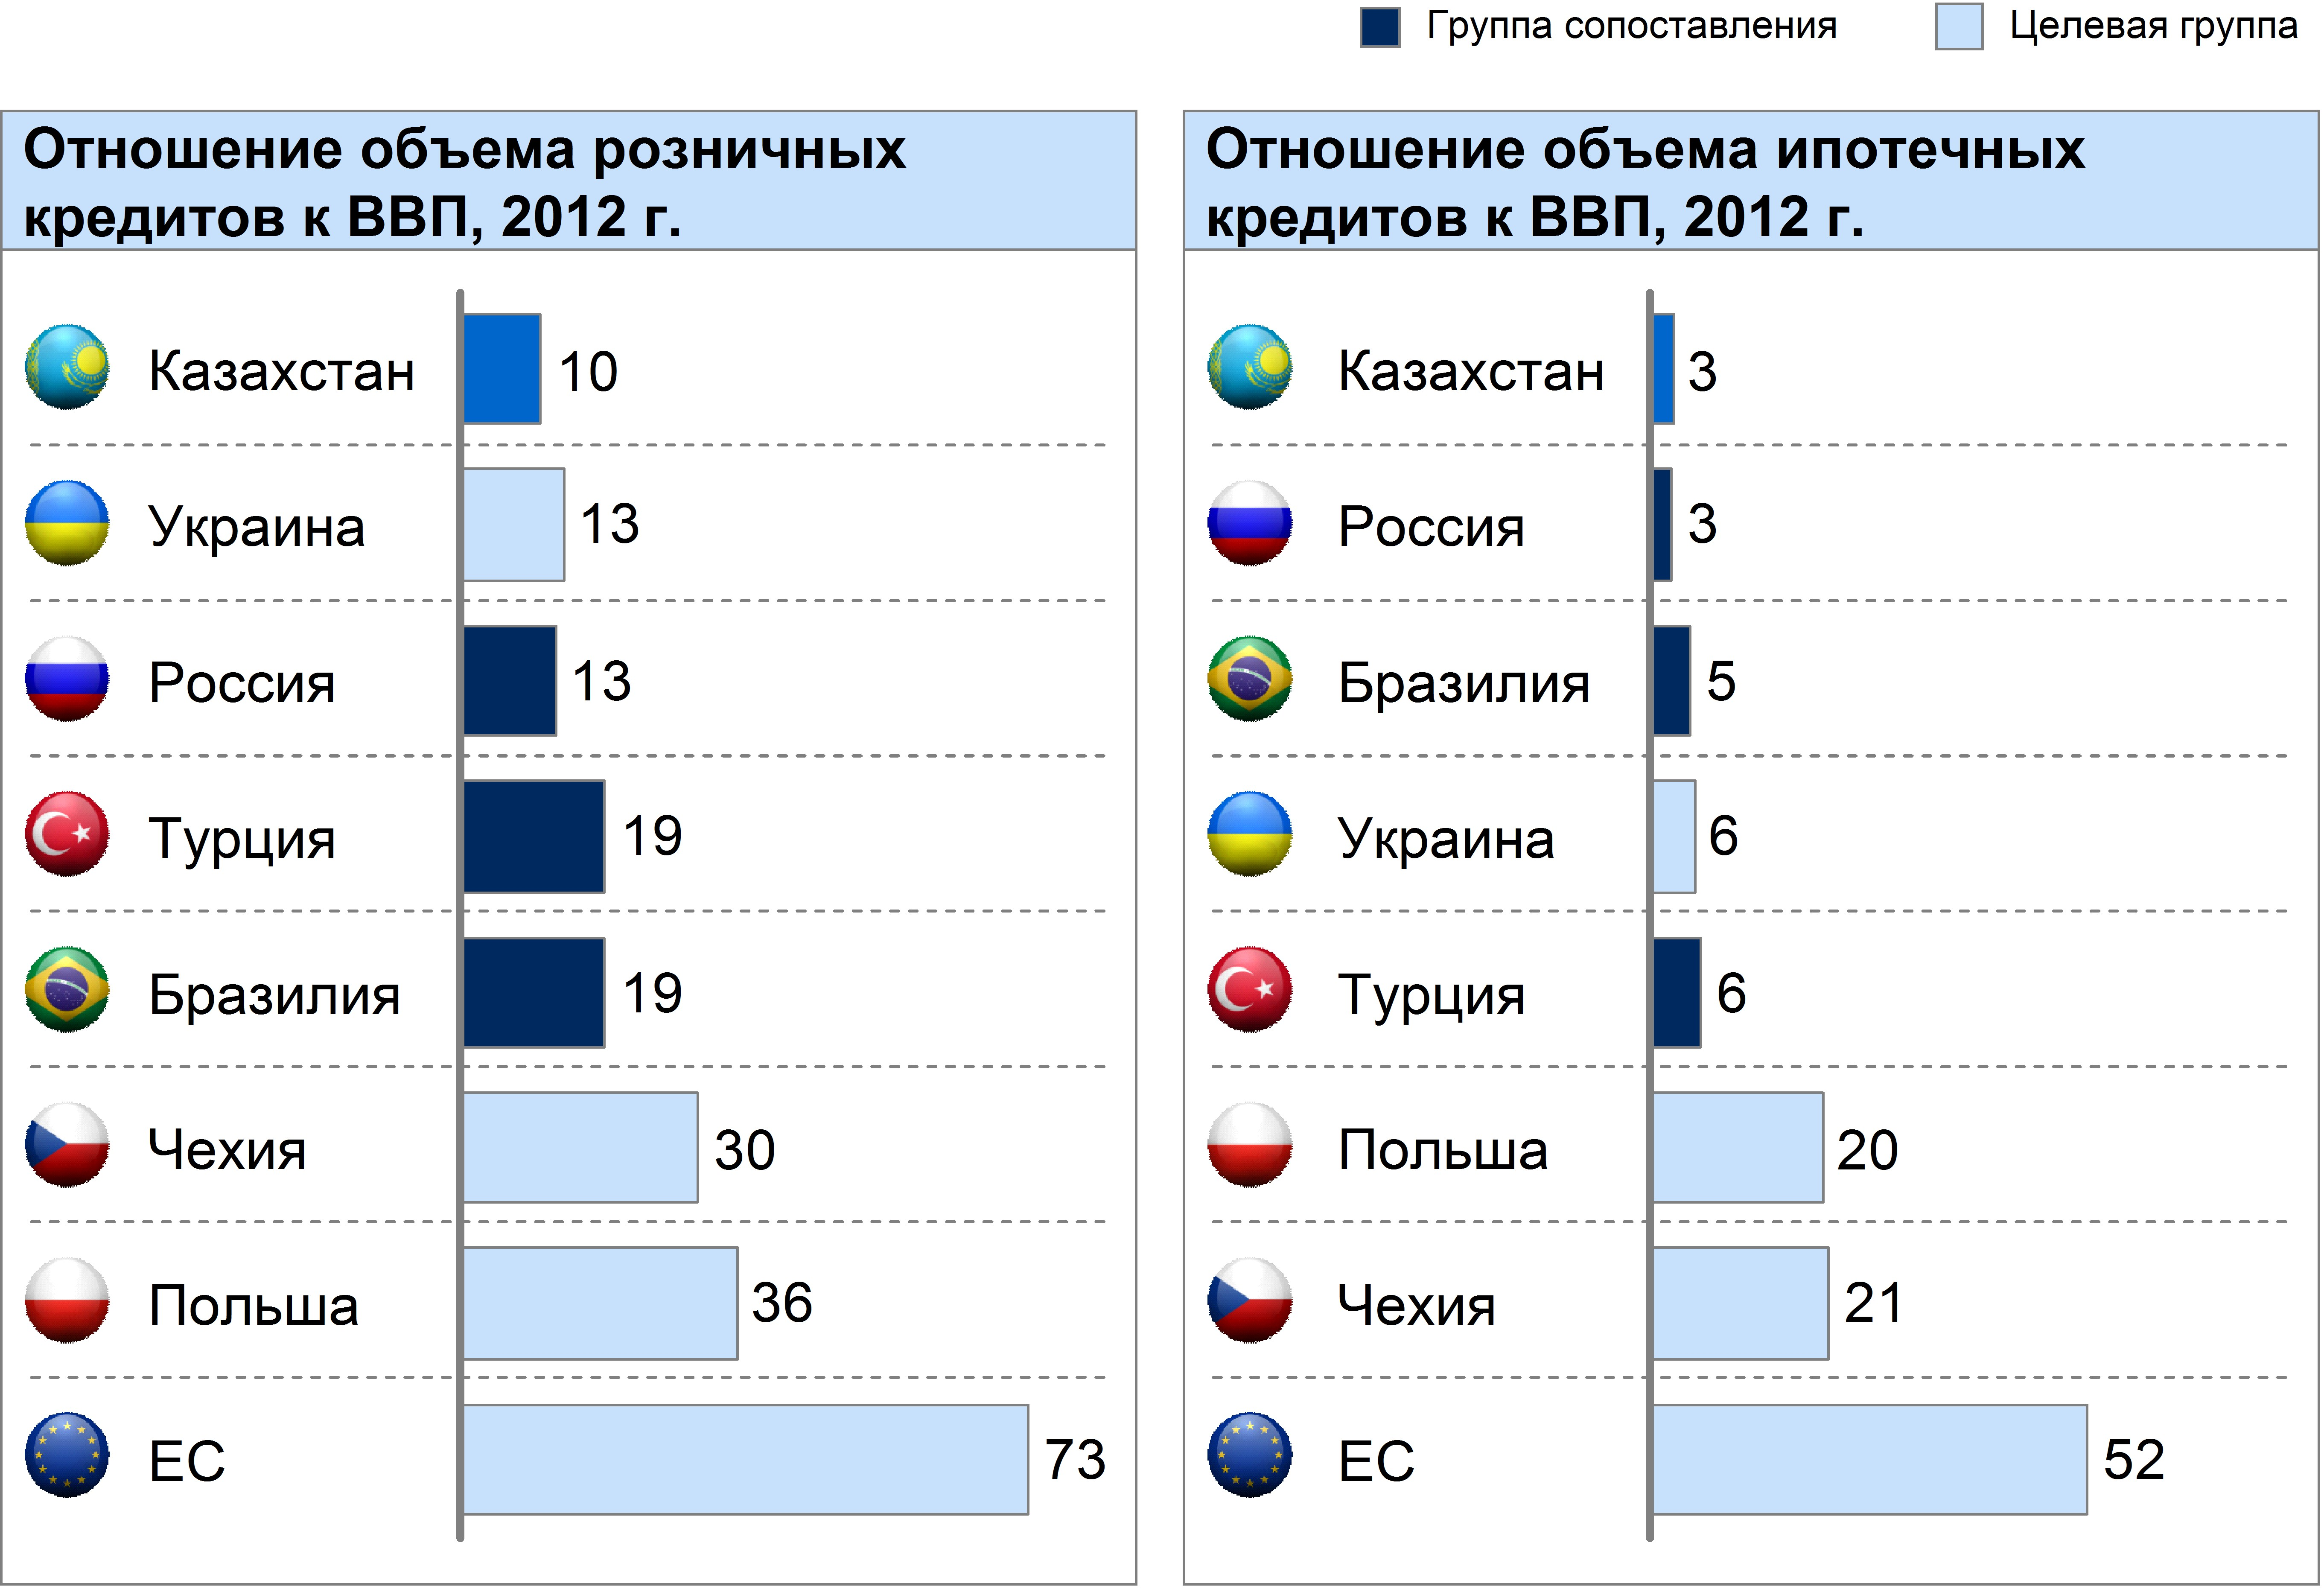 Группа сопоставления
Целевая группа
Отношение объема розничных
кредитов к ВВП, 2012 г.
Казахстан 10
Украина 13
Россия 13
Турция 19
Бразилия 19
Чехия 30
Польша 36
ЕС 73
Отношение объема ипотечных
кредитов к ВВП, 2012 г.
Казахстан 3
Россия 3
Бразилия 5
Украина 6
Турция 6
Польша 20
Чехия 21
ЕС 52